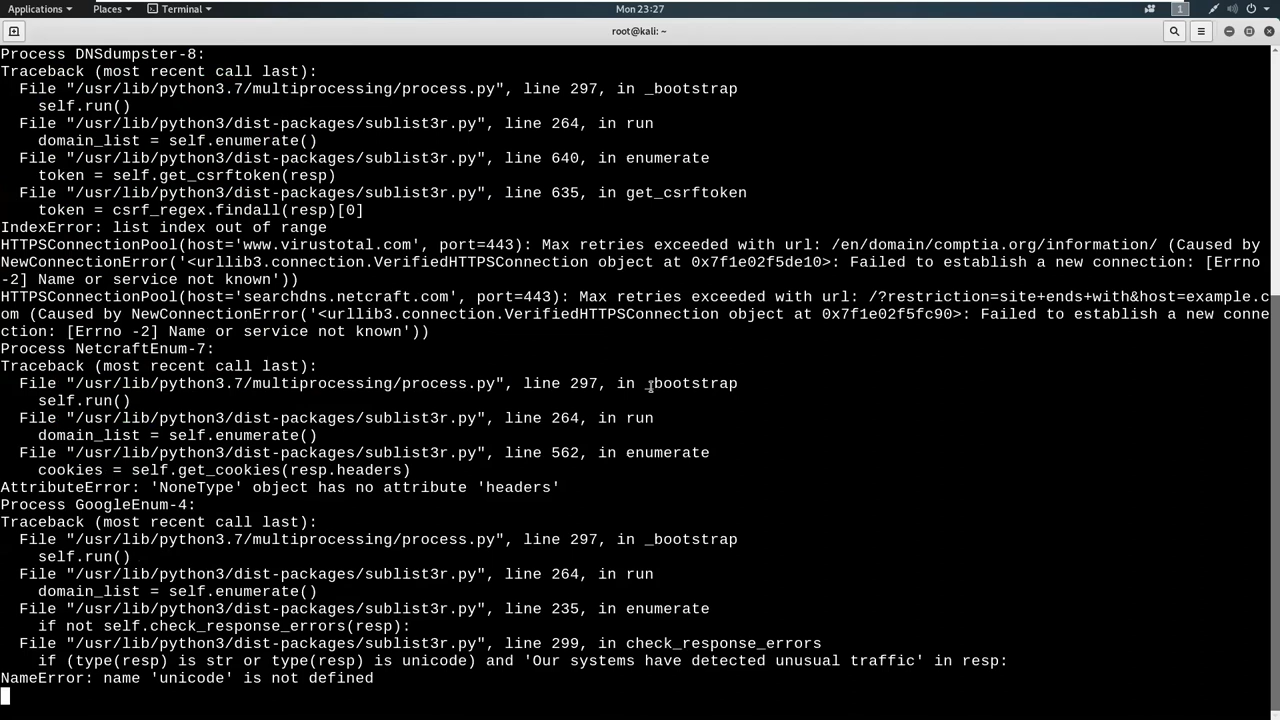 Applications
Places
Terminal
Mon 23:27
1
root@kali: ~
Process DNSdumpster-8:
Traceback (most recent call last):
  File "/usr/lib/python3.7/multiprocessing/process.py", line 297, in _bootstrap
    self.run()
  File "/usr/lib/python3/dist-packages/sublist3r.py", line 264, in run
    domain_list = self.enumerate()
  File "/usr/lib/python3/dist-packages/sublist3r.py", line 640, in enumerate
    token = self.get_csrftoken(resp)
  File "/usr/lib/python3/dist-packages/sublist3r.py", line 635, in get_csrftoken
    token = csrf_regex.findall(resp)[0]
IndexError: list index out of range
HTTPSConnectionPool(host='www.virustotal.com', port=443): Max retries exceeded with url: /en/domain/comptia.org/information/ (Caused by
NewConnectionError('<urllib3.connection.VerifiedHTTPSConnection object at 0x7f1e02f5de10>: Failed to establish a new connection: [Errno
-2] Name or service not known'))
HTTPSConnectionPool(host='searchdns.netcraft.com', port=443): Max retries exceeded with url: /?restriction=site+ends+with&host=example.c
om (Caused by NewConnectionError('<urllib3.connection.VerifiedHTTPSConnection object at 0x7f1e02f5fc90>: Failed to establish a new conne
ction: [Errno -2] Name or service not known'))
Process NetcraftEnum-7:
Traceback (most recent call last):
  File "/usr/lib/python3.7/multiprocessing/process.py", line 297, in _bootstrap
    self.run()
  File "/usr/lib/python3/dist-packages/sublist3r.py", line 264, in run
    domain_list = self.enumerate()
  File "/usr/lib/python3/dist-packages/sublist3r.py", line 562, in enumerate
    cookies = self.get_cookies(resp.headers)
AttributeError: 'NoneType' object has no attribute 'headers'
Process GoogleEnum-4:
Traceback (most recent call last):
  File "/usr/lib/python3.7/multiprocessing/process.py", line 297, in _bootstrap
    self.run()
  File "/usr/lib/python3/dist-packages/sublist3r.py", line 264, in run
    domain_list = self.enumerate()
  File "/usr/lib/python3/dist-packages/sublist3r.py", line 235, in enumerate
    if not self.check_response_errors(resp):
  File "/usr/lib/python3/dist-packages/sublist3r.py", line 299, in check_response_errors
    if (type(resp) is str or type(resp) is unicode) and 'Our systems have detected unusual traffic' in resp:
NameError: name 'unicode' is not defined